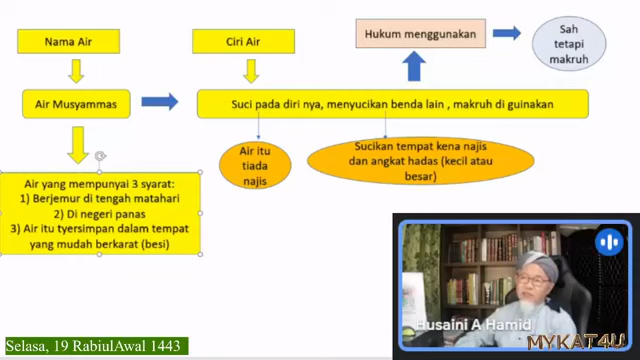 Nama Air
Ciri Air
Hukum menggunakan
Sah
tetapi
makruh
Air Musyammas
Suci pada diri nya, menyucikan benda lain , makruh di guinakan
Air itu
tiada
najis
Sucikan tempat kena najis
dan angkat hadas (kecil atau
besar)
Air yang mempunyai 3 syarat:
1) Berjemur di tengah matahari
2) Di negeri panas
3) Air itu tyersimpan dalam tempat
yang mudah berkarat (besi)
Husaini A Hamid
MYKAT4U
Selasa, 19 RabiulAwal 1443